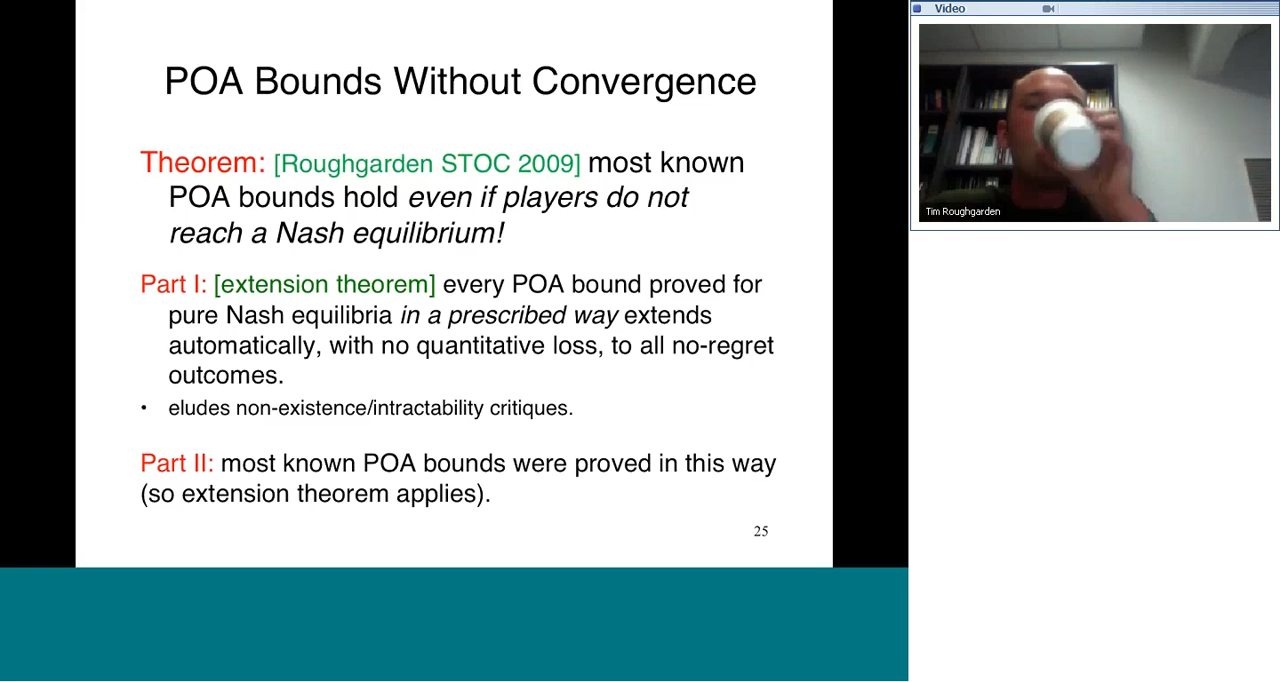 POA Bounds Without Convergence
Theorem: [Roughgarden STOC 2009] most known
POA bounds hold even if players do not
reach a Nash equilibrium!
Part I: [extension theorem] every POA bound proved for
pure Nash equilibria in a prescribed way extends
automatically, with no quantitative loss, to all no-regret
outcomes.
• eludes non-existence/intractability critiques.
Part II: most known POA bounds were proved in this way
(so extension theorem applies).
25
Video
Tim Roughgarden